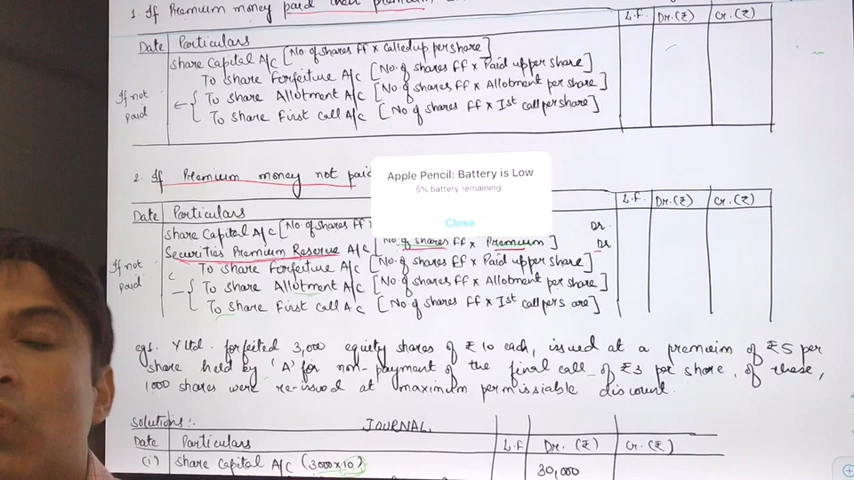 1. If Premium money paid
L.F. Dr.(₹) Cr.(₹)
Date Particulars
Share Capital A/C [No. of shares FF x Called up per share]
To Share Forfeiture A/C [No. of shares FF x Paid up per share]
If not paid
To Share Allotment A/C [No. of shares FF x Allotment per share]
To Share First Call A/C [No. of shares FF x Ist call per share]
2. If Premium money not paid
Apple Pencil: Battery is Low
5% battery remaining
Close
L.F. Dr.(₹) Cr.(₹)
Date Particulars
Share Capital A/C [No. of shares FF x Dr.
Securities Premium Reserve A/C [No. of shares FF x Premium] Dr
To Share Forfeiture A/C [No. of shares FF x Paid up per share]
If not paid
To Share Allotment A/C [No. of shares FF x Allotment per share]
To Share First Call A/C [No. of shares FF x Ist call per s are]
eg1. Y Ltd. forfeited 3,000 equity shares of ₹10 each, issued at a premium of ₹5 per
share held by 'A' for non-payment of the final call of ₹3 per share. of these,
1000 shares were re-issued at maximum permissiable discount.
Solutions:- JOURNAL
Date Particulars L.F Dr.(₹) Cr.(₹)
(i) Share Capital A/C (3000x10) 30,000